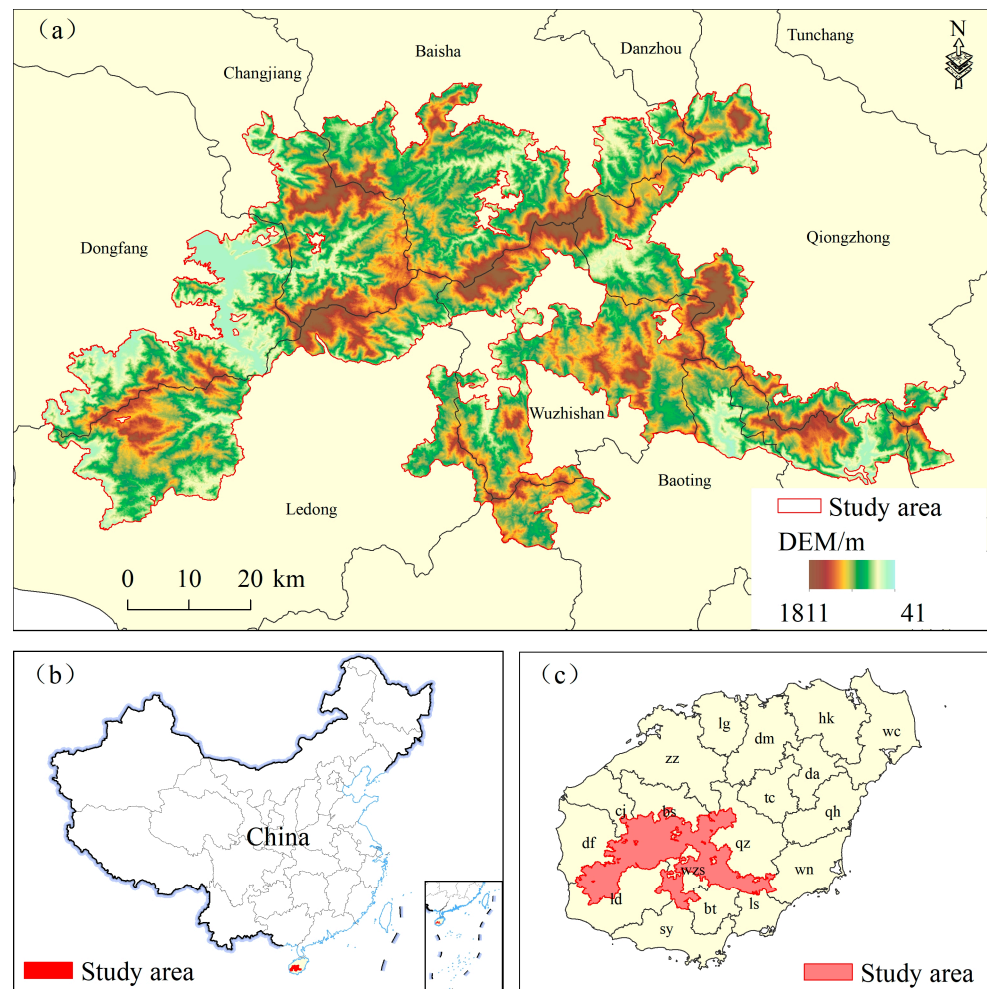 (a)
Tunchang
N
Danzhou
Baisha
Changjiang
Dongfang
Qiongzhong
Wuzhishan
Baoting
Ledong
Study area
DEM/m
1811 41
0 10 20 km
(b)
China
Study area
(c)
lg
dm
hk
wc
zz
da
tc
qh
cj
bs
df
qz
wzs
wn
ld
bt
ls
sy
Study area